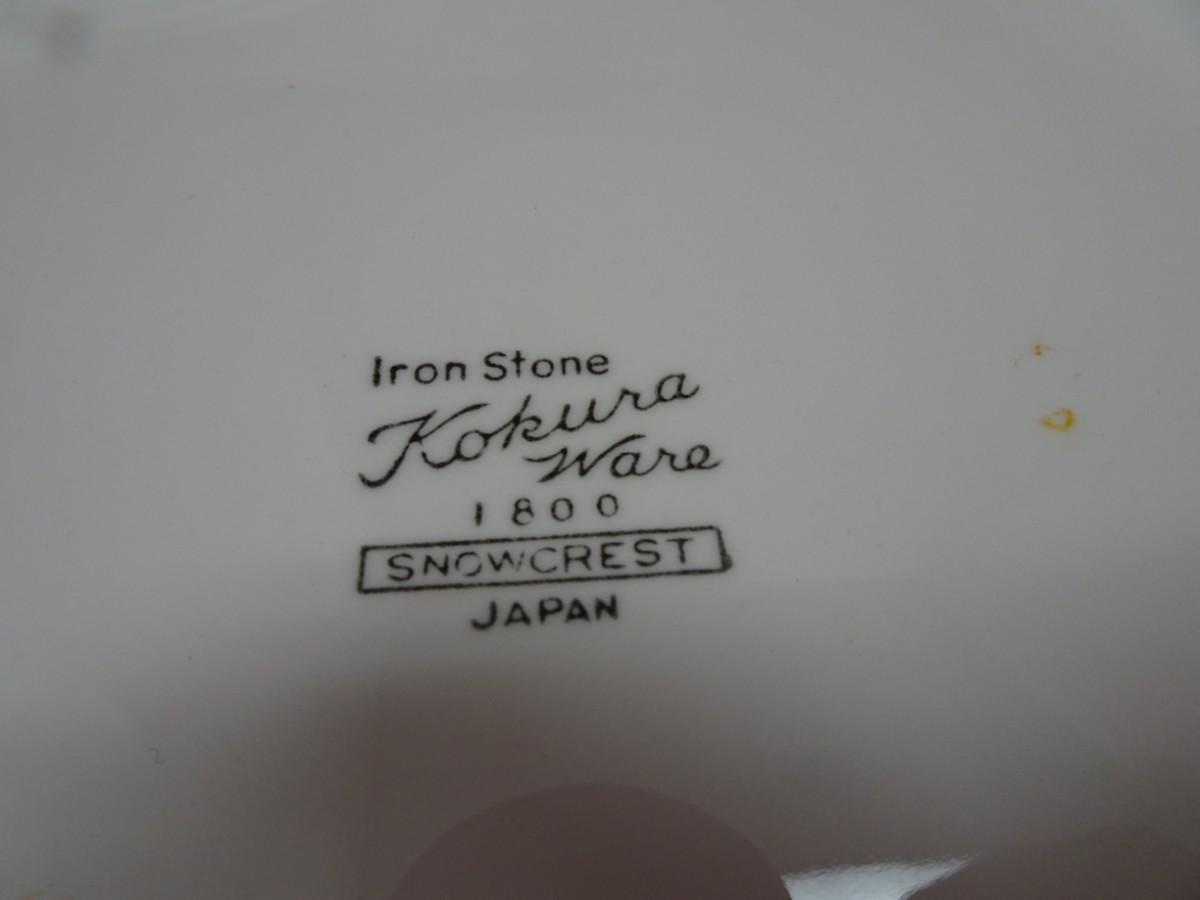 Iron Stone
Kokura
Ware
1800
SNOWCREST
JAPAN